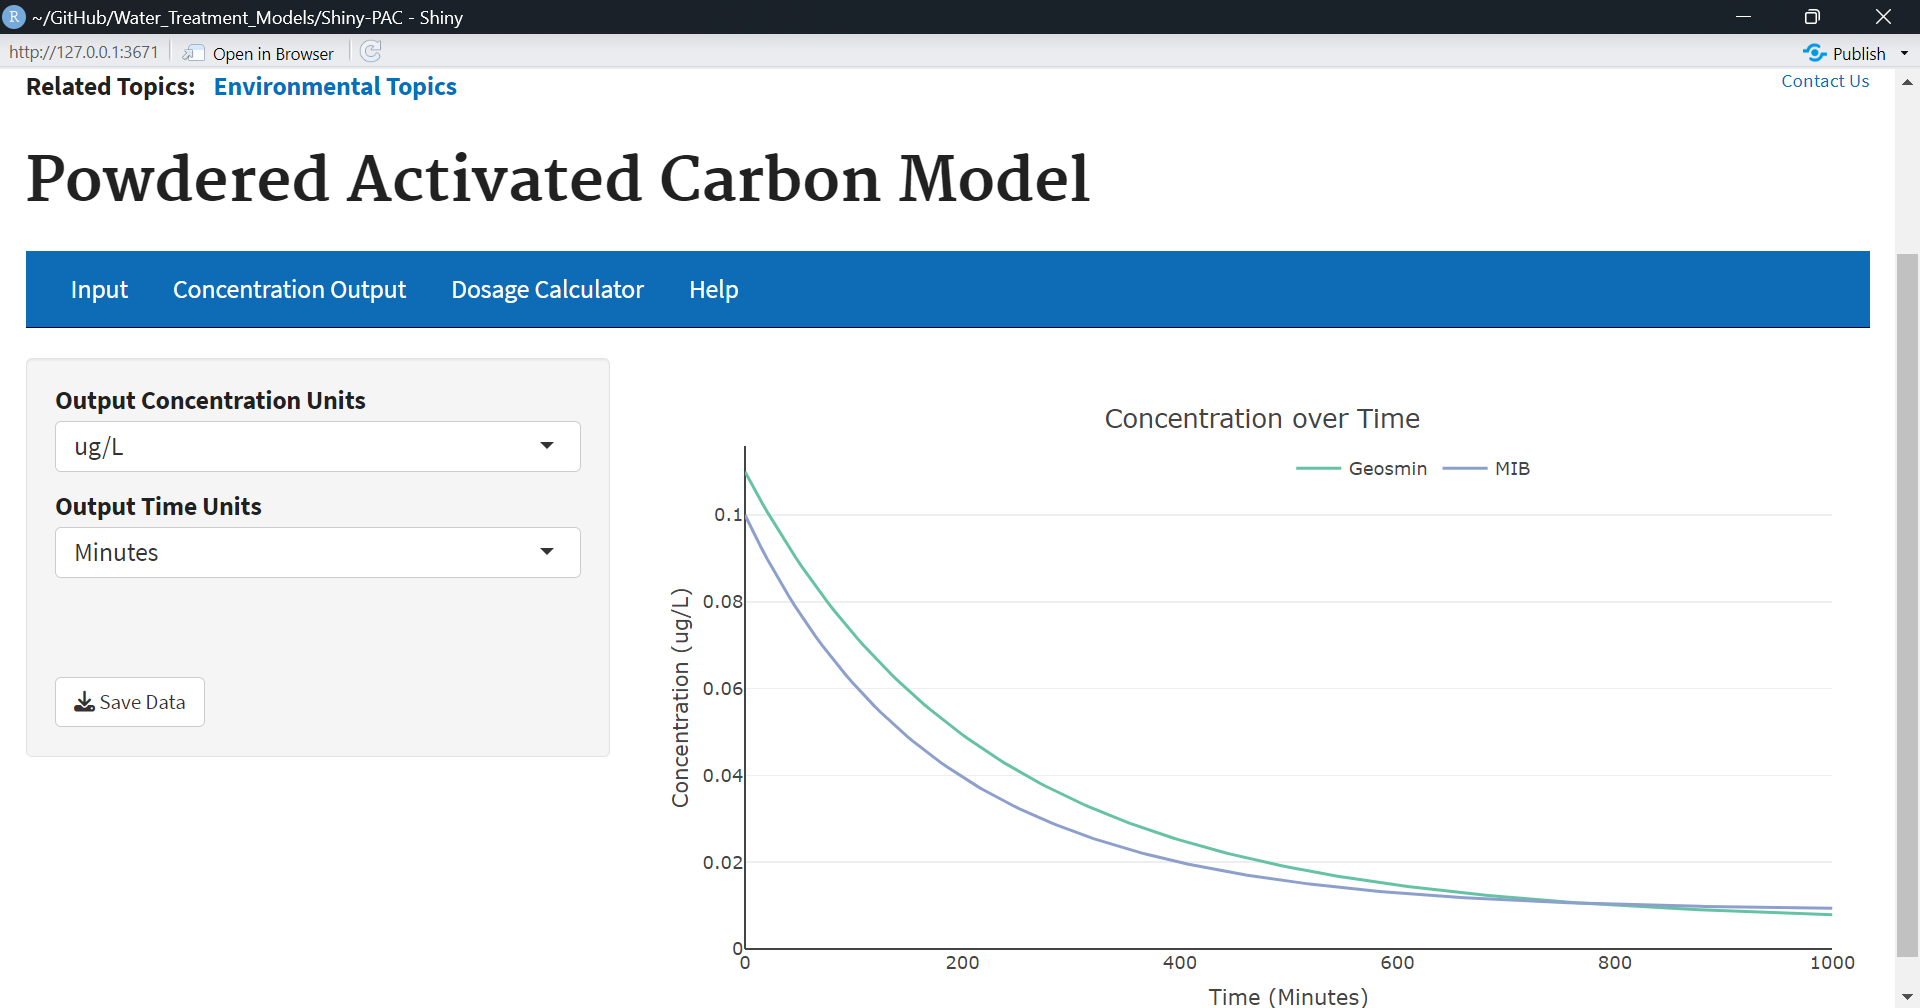 R ~/GitHub/Water_Treatment_Models/Shiny-PAC - Shiny
http://127.0.0.1:3671 Open in Browser Publish
Related Topics: Environmental Topics Contact Us
Powdered Activated Carbon Model
Input Concentration Output Dosage Calculator Help
Output Concentration Units
ug/L
Output Time Units
Minutes
Save Data
Concentration over Time
Geosmin MIB
Concentration (ug/L)
0.1
0.08
0.06
0.04
0.02
0
0 200 400 600 800 1000
Time (Minutes)